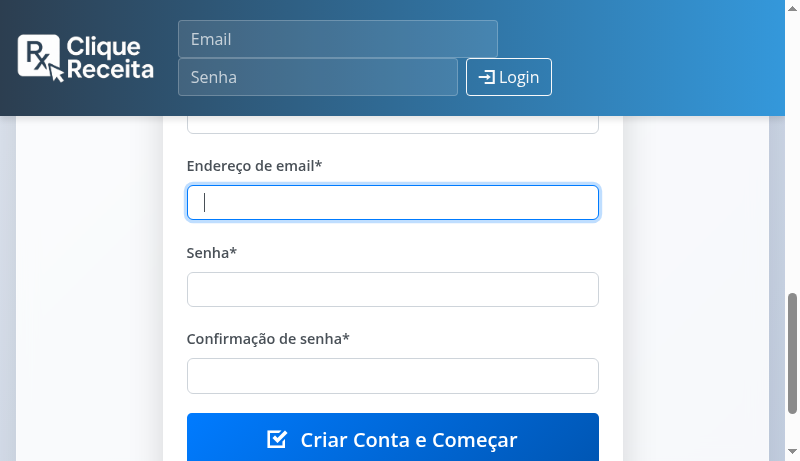 Rx
Clique
Receita
Email
Senha
Login
Endereço de email*
Senha*
Confirmação de senha*
Criar Conta e Começar